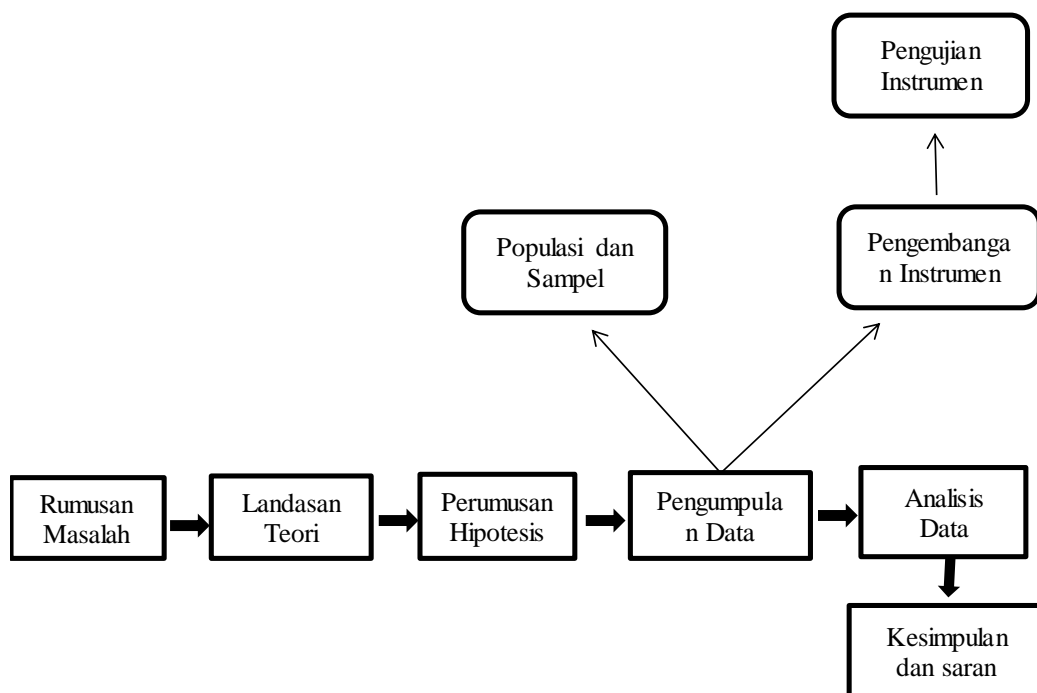 Pengujian
Instrumen
Populasi dan
Sampel
Pengembanga
n Instrumen
Rumusan
Masalah
Landasan
Teori
Perumusan
Hipotesis
Pengumpula
n Data
Analisis
Data
Kesimpulan
dan saran